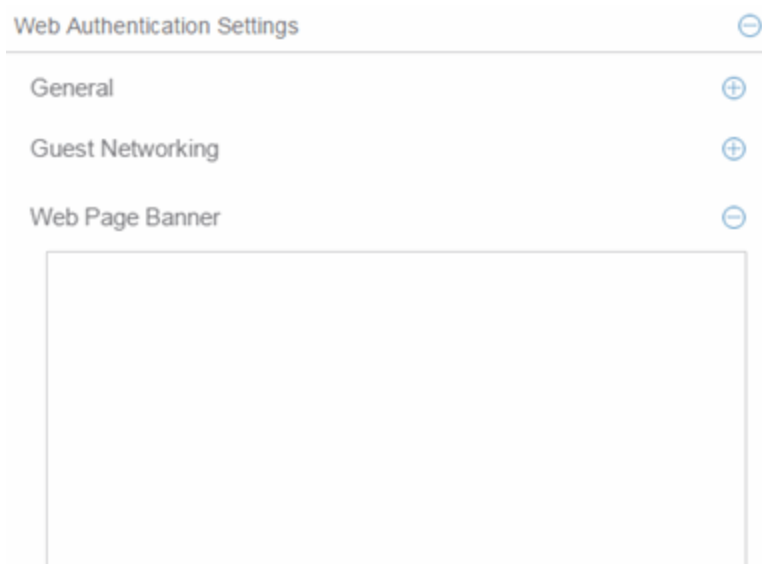 Web Authentication Settings
General
Guest Networking
Web Page Banner